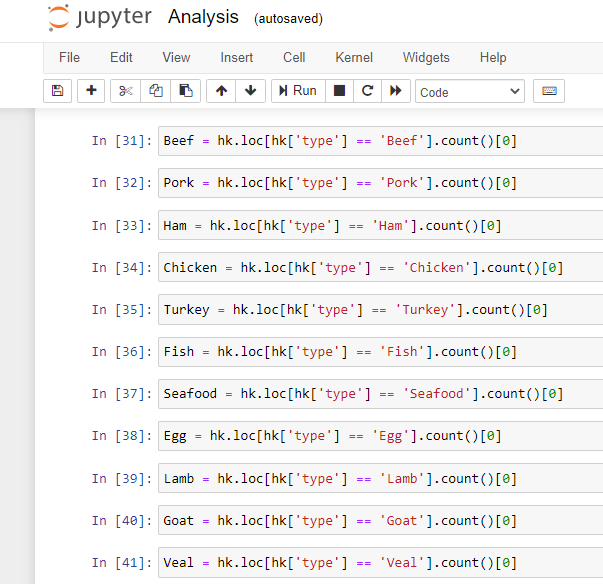 jupyter Analysis (autosaved)
File Edit View Insert Cell Kernel Widgets Help
Run Code
In [31]: Beef = hk.loc[hk['type'] == 'Beef'].count()[0]
In [32]: Pork = hk.loc[hk['type'] == 'Pork'].count()[0]
In [33]: Ham = hk.loc[hk['type'] == 'Ham'].count()[0]
In [34]: Chicken = hk.loc[hk['type'] == 'Chicken'].count()[0]
In [35]: Turkey = hk.loc[hk['type'] == 'Turkey'].count()[0]
In [36]: Fish = hk.loc[hk['type'] == 'Fish'].count()[0]
In [37]: Seafood = hk.loc[hk['type'] == 'Seafood'].count()[0]
In [38]: Egg = hk.loc[hk['type'] == 'Egg'].count()[0]
In [39]: Lamb = hk.loc[hk['type'] == 'Lamb'].count()[0]
In [40]: Goat = hk.loc[hk['type'] == 'Goat'].count()[0]
In [41]: Veal = hk.loc[hk['type'] == 'Veal'].count()[0]